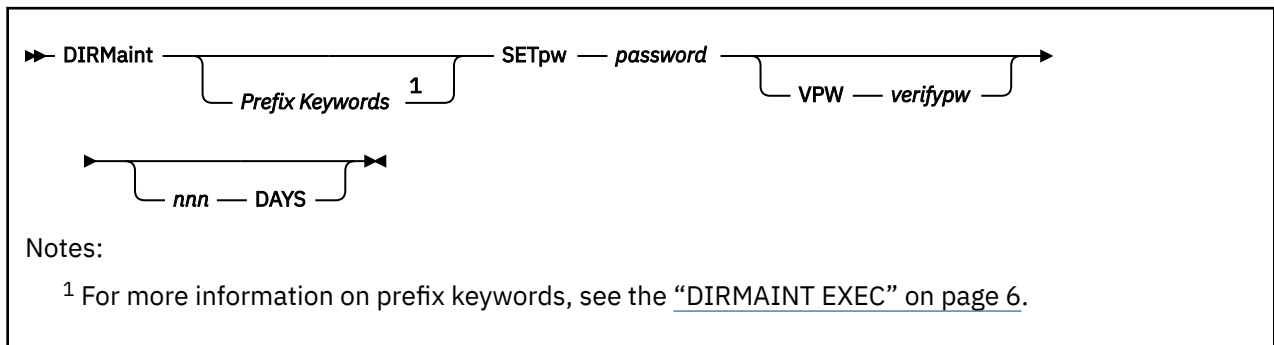 DIRMaint Prefix Keywords 1 SETpw password VPW verifypw
nnn DAYS
Notes:
1 For more information on prefix keywords, see the “DIRMAINT EXEC” on page 6.